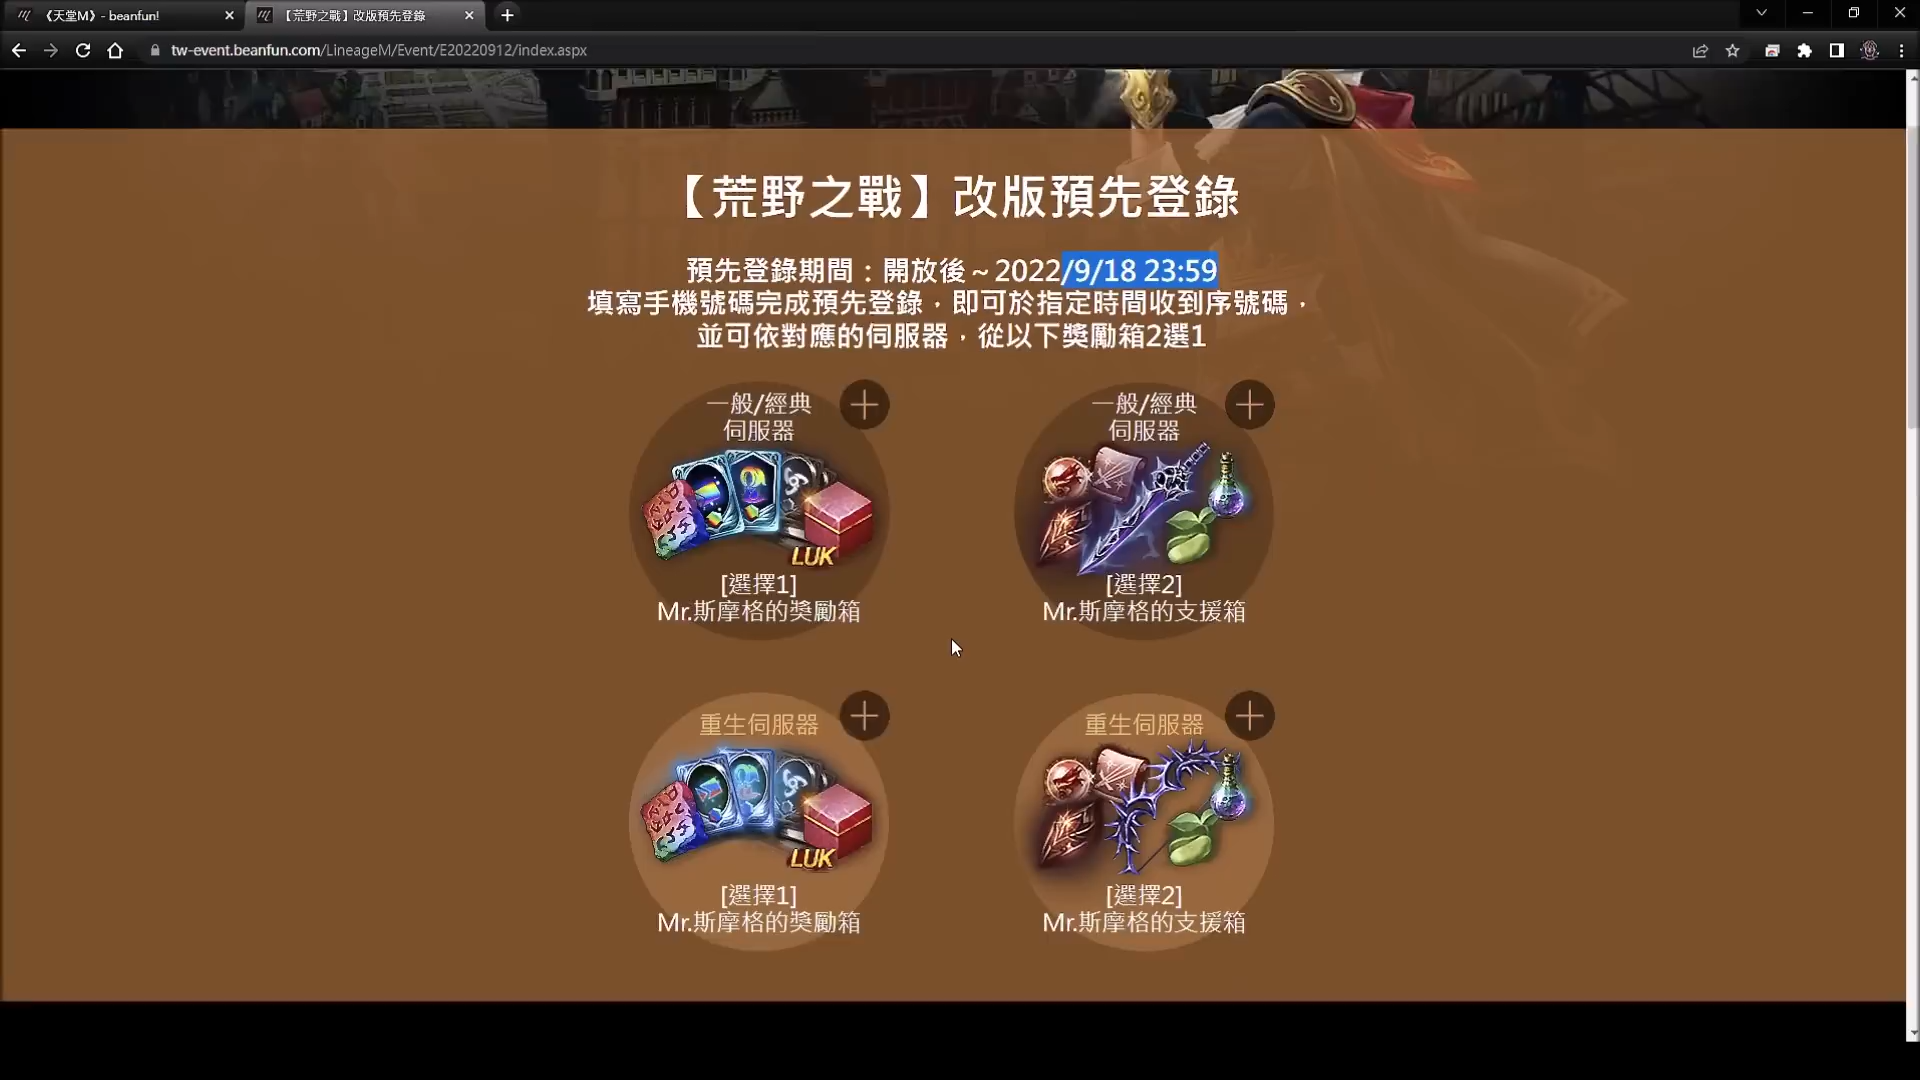 《天堂M》- beanfun!
【荒野之戰】改版預先登錄
tw-event.beanfun.com/LineageM/Event/E20220912/index.aspx
【荒野之戰】改版預先登錄
預先登錄期間：開放後～2022/9/18 23:59
填寫手機號碼完成預先登錄，即可於指定時間收到序號碼，
並可依對應的伺服器，從以下獎勵箱2選1
一般/經典
伺服器
LUK
[選擇1]
Mr.斯摩格的獎勵箱
一般/經典
伺服器
[選擇2]
Mr.斯摩格的支援箱
重生伺服器
LUK
[選擇1]
Mr.斯摩格的獎勵箱
重生伺服器
[選擇2]
Mr.斯摩格的支援箱